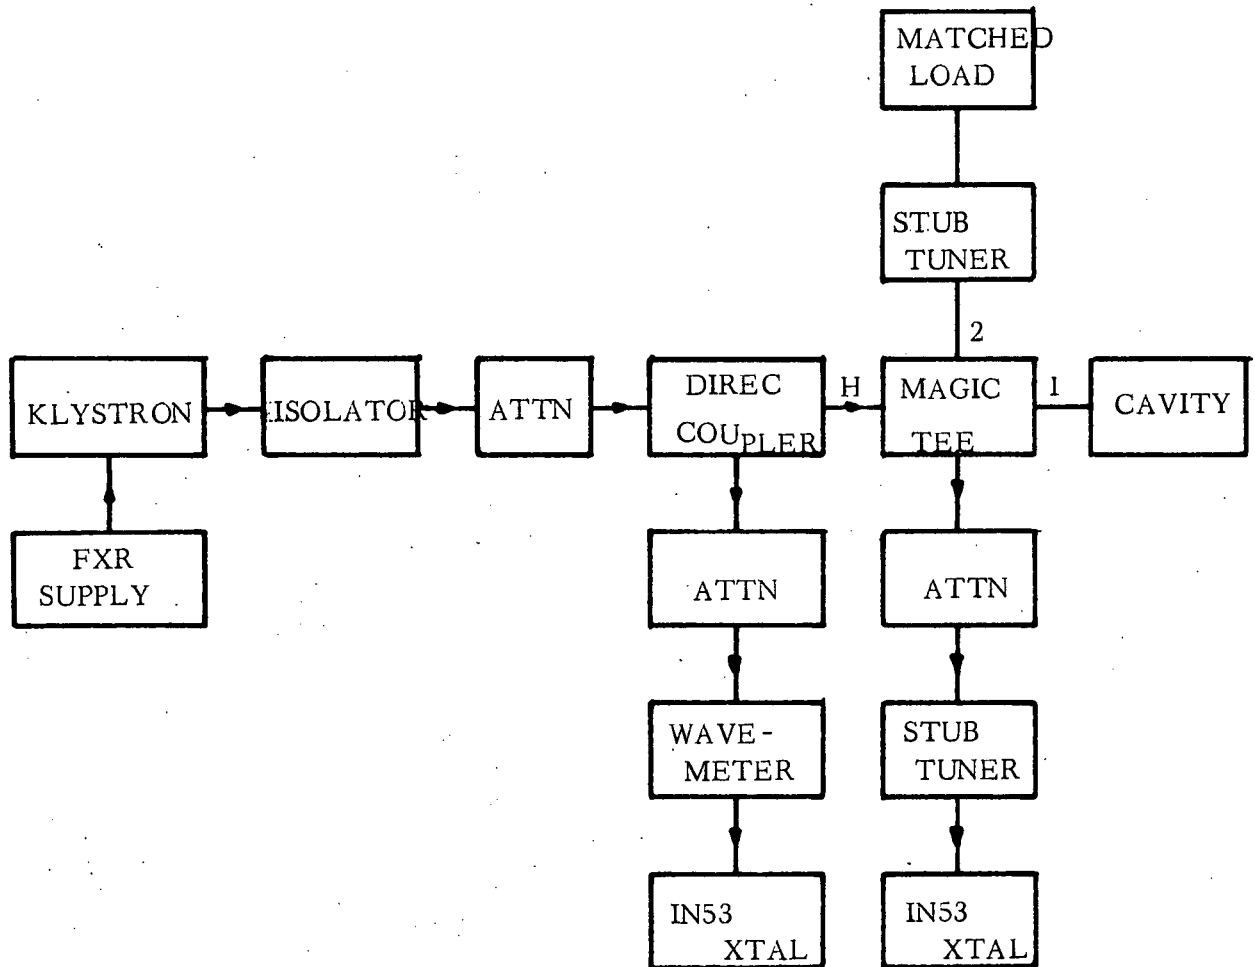 MATCHED
LOAD
STUB
TUNER
2
KLYSTRON
ISOLATOR
ATTN
DIREC
COUPLER
H
MAGIC
TEE
1
CAVITY
FXR
SUPPLY
ATTN
ATTN
WAVE-
METER
STUB
TUNER
IN53
XTAL
IN53
XTAL